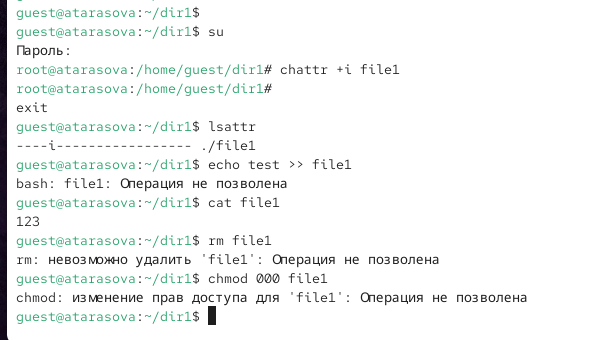 guest@atarasova:~/dir1$
guest@atarasova:~/dir1$ su
Пароль:
root@atarasova:/home/guest/dir1# chattr +i file1
root@atarasova:/home/guest/dir1#
exit
guest@atarasova:~/dir1$ lsattr
----i----------------- ./file1
guest@atarasova:~/dir1$ echo test >> file1
bash: file1: Операция не позволена
guest@atarasova:~/dir1$ cat file1
123
guest@atarasova:~/dir1$ rm file1
rm: невозможно удалить 'file1': Операция не позволена
guest@atarasova:~/dir1$ chmod 000 file1
chmod: изменение прав доступа для 'file1': Операция не позволена
guest@atarasova:~/dir1$